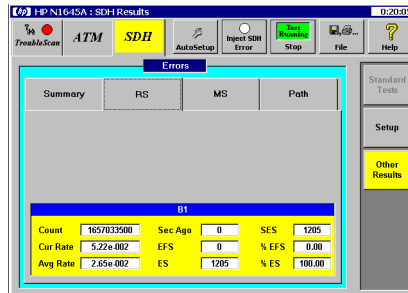 HP N1645A : SDH Results 0:20:05
TroubleScan ATM SDH AutoSetup Inject SDH Error Test Running Stop File Help
Errors
Standard Tests
Setup
Other Results
Summary RS MS Path
B1
Count 1657033500 Sec Ago 0 SES 1205
Cur Rate 5.22e-002 EFS 0 % EFS 0.00
Avg Rate 2.65e-002 ES 1205 % ES 100.00